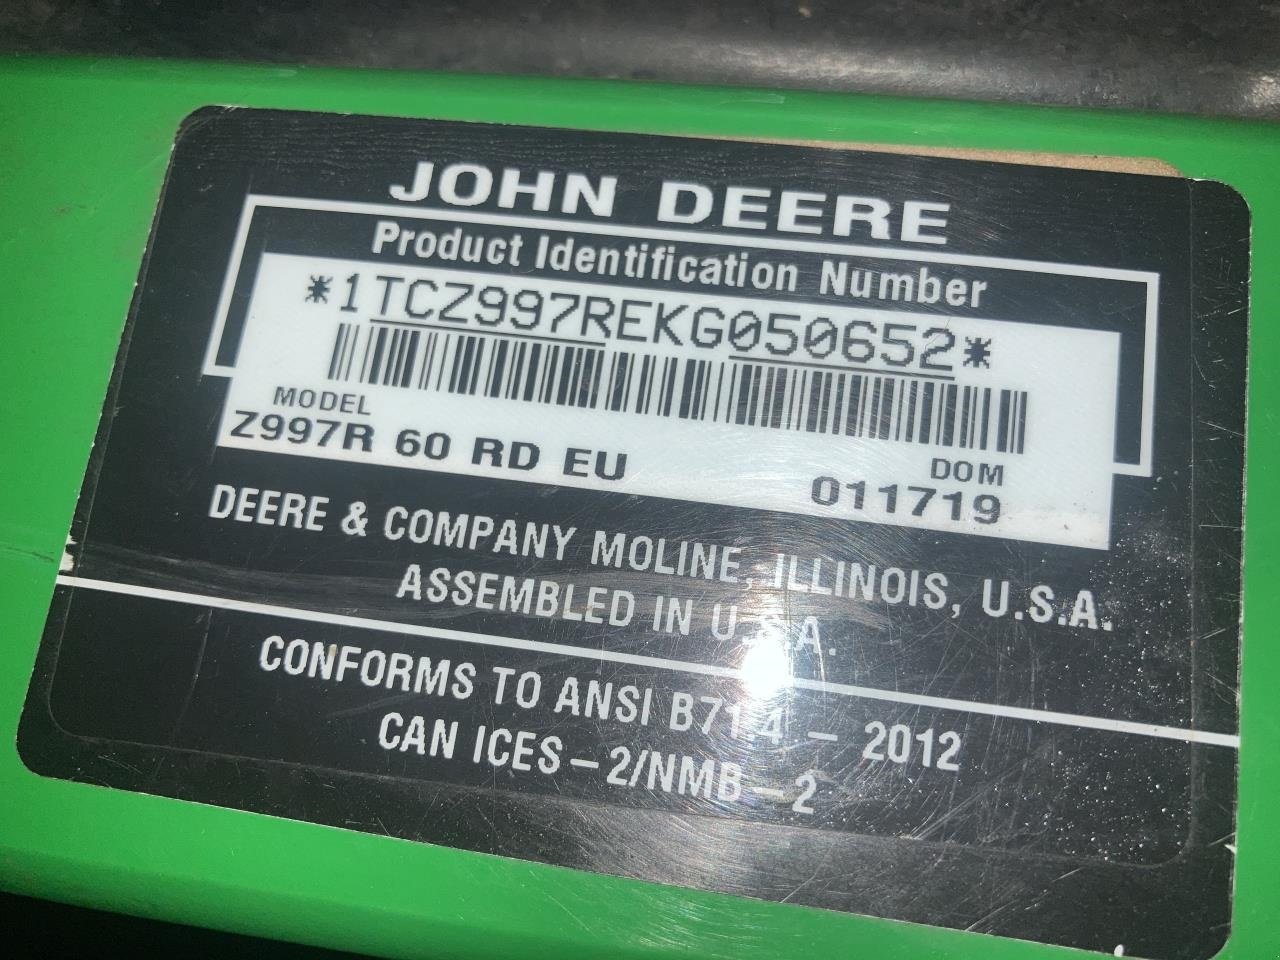 JOHN DEERE
Product Identification Number
*1TCZ997REKG050652*
MODEL
Z997R 60 RD EU
DOM
011719
DEERE & COMPANY MOLINE, ILLINOIS, U.S.A.
ASSEMBLED IN U.S.A.
CONFORMS TO ANSI B71.4 – 2012
CAN ICES – 2/NMB – 2